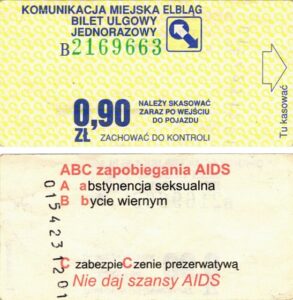 KOMUNIKACJA MIEJSKA ELBLĄG
BILET ULGOWY
JEDNORAZOWY
B2169663
0,90
ZŁ
NALEŻY SKASOWAĆ
ZARAZ PO WEJŚCIU
DO POJAZDU
ZACHOWAĆ DO KONTROLI
Tu kasować
ABC zapobiegania AIDS
A abstynencja seksualna
B bycie wiernym
C zabezpieCzenie prezerwatywą
Nie daj szansy AIDS
0154231201